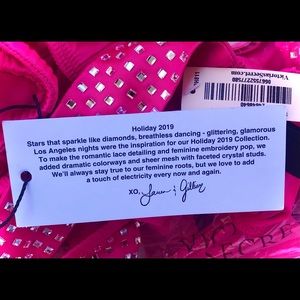 VictoriaSecret.com
Holiday 2019
Stars that sparkle like diamonds, breathless dancing - glittering, glamorous
Los Angeles nights were the inspiration for our Holiday 2019 Collection.
To make the romantic lace detailing and feminine embroidery pop, we
added dramatic colorways and sheer mesh with faceted crystal studs.
We'll always stay true to our feminine roots, but we love to add
a touch of electricity every now and again.
XO,